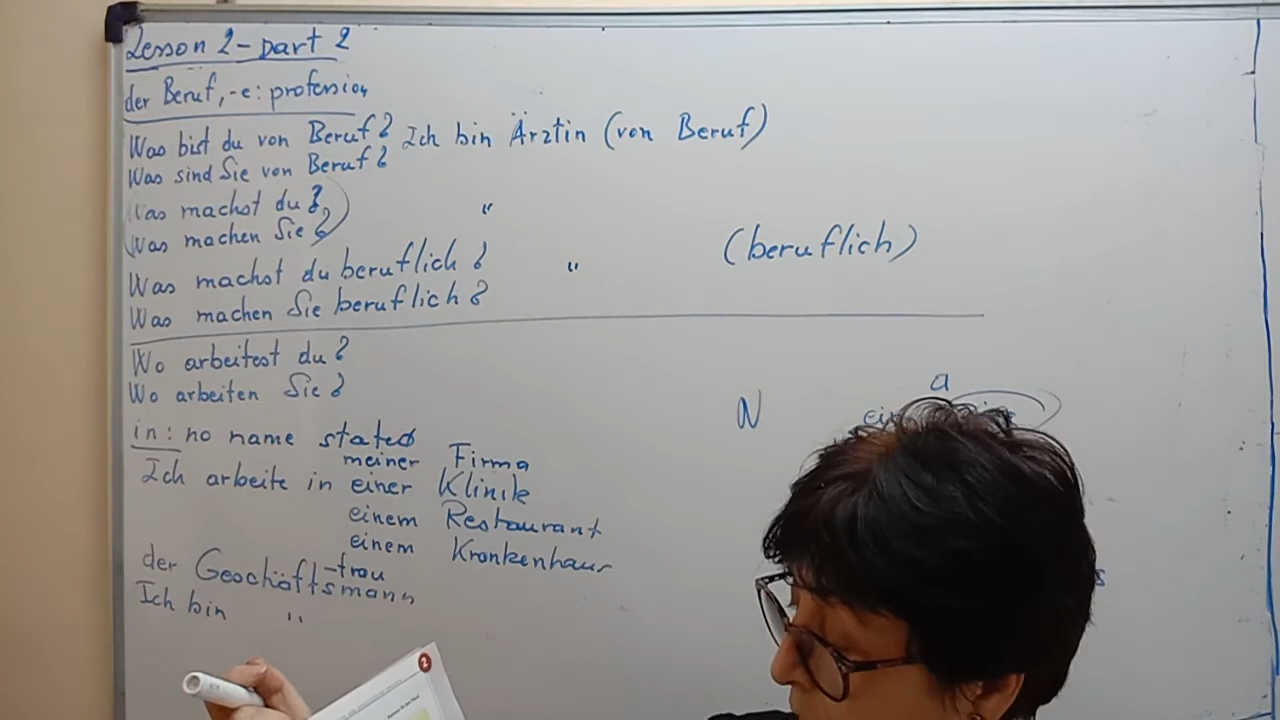 Lesson 2 - part 2
der Beruf, -e: profession
Was bist du von Beruf? Ich bin Ärztin (von Beruf)
Was sind Sie von Beruf?
Was machst du? "
Was machen Sie?
Was machst du beruflich? " (beruflich)
Was machen Sie beruflich?
Wo arbeitest du?
Wo arbeiten Sie?
a
N
in: no name stated
meiner Firma
Ich arbeite in einer Klinik
einem Restaurant
einem Krankenhaus
-frau
der Geschäftsmann
Ich bin "
2